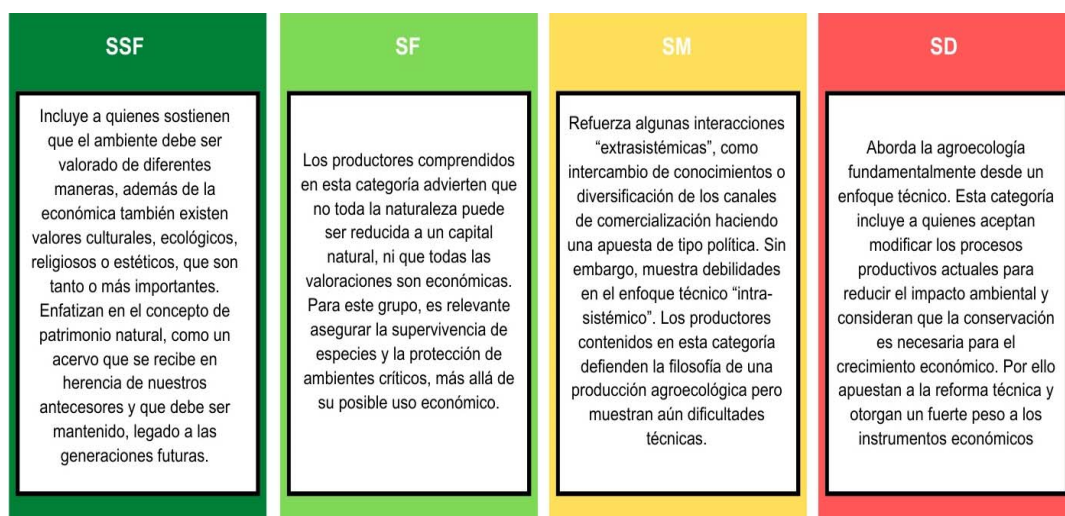 SSF
Incluye a quienes sostienen
que el ambiente debe ser
valorado de diferentes
maneras, además de la
económica también existen
valores culturales, ecológicos,
religiosos o estéticos, que son
tanto o más importantes.
Enfatizan en el concepto de
patrimonio natural, como un
acervo que se recibe en
herencia de nuestros
antecesores y que debe ser
mantenido, legado a las
generaciones futuras.
SF
Los productores comprendidos
en esta categoría advierten que
no toda la naturaleza puede
ser reducida a un capital
natural, ni que todas las
valoraciones son económicas.
Para este grupo, es relevante
asegurar la supervivencia de
especies y la protección de
ambientes críticos, más allá de
su posible uso económico.
SM
Refuerza algunas interacciones
“extrasistémicas”, como
intercambio de conocimientos o
diversificación de los canales
de comercialización haciendo
una apuesta de tipo política. Sin
embargo, muestra debilidades
en el enfoque técnico “intra-
sistémico”. Los productores
contenidos en esta categoría
defienden la filosofía de una
producción agroecológica pero
muestran aún dificultades
técnicas.
SD
Aborda la agroecología
fundamentalmente desde un
enfoque técnico. Esta categoría
incluye a quienes aceptan
modificar los procesos
productivos actuales para
reducir el impacto ambiental y
consideran que la conservación
es necesaria para el
crecimiento económico. Por ello
apuestan a la reforma técnica y
otorgan un fuerte peso a los
instrumentos económicos